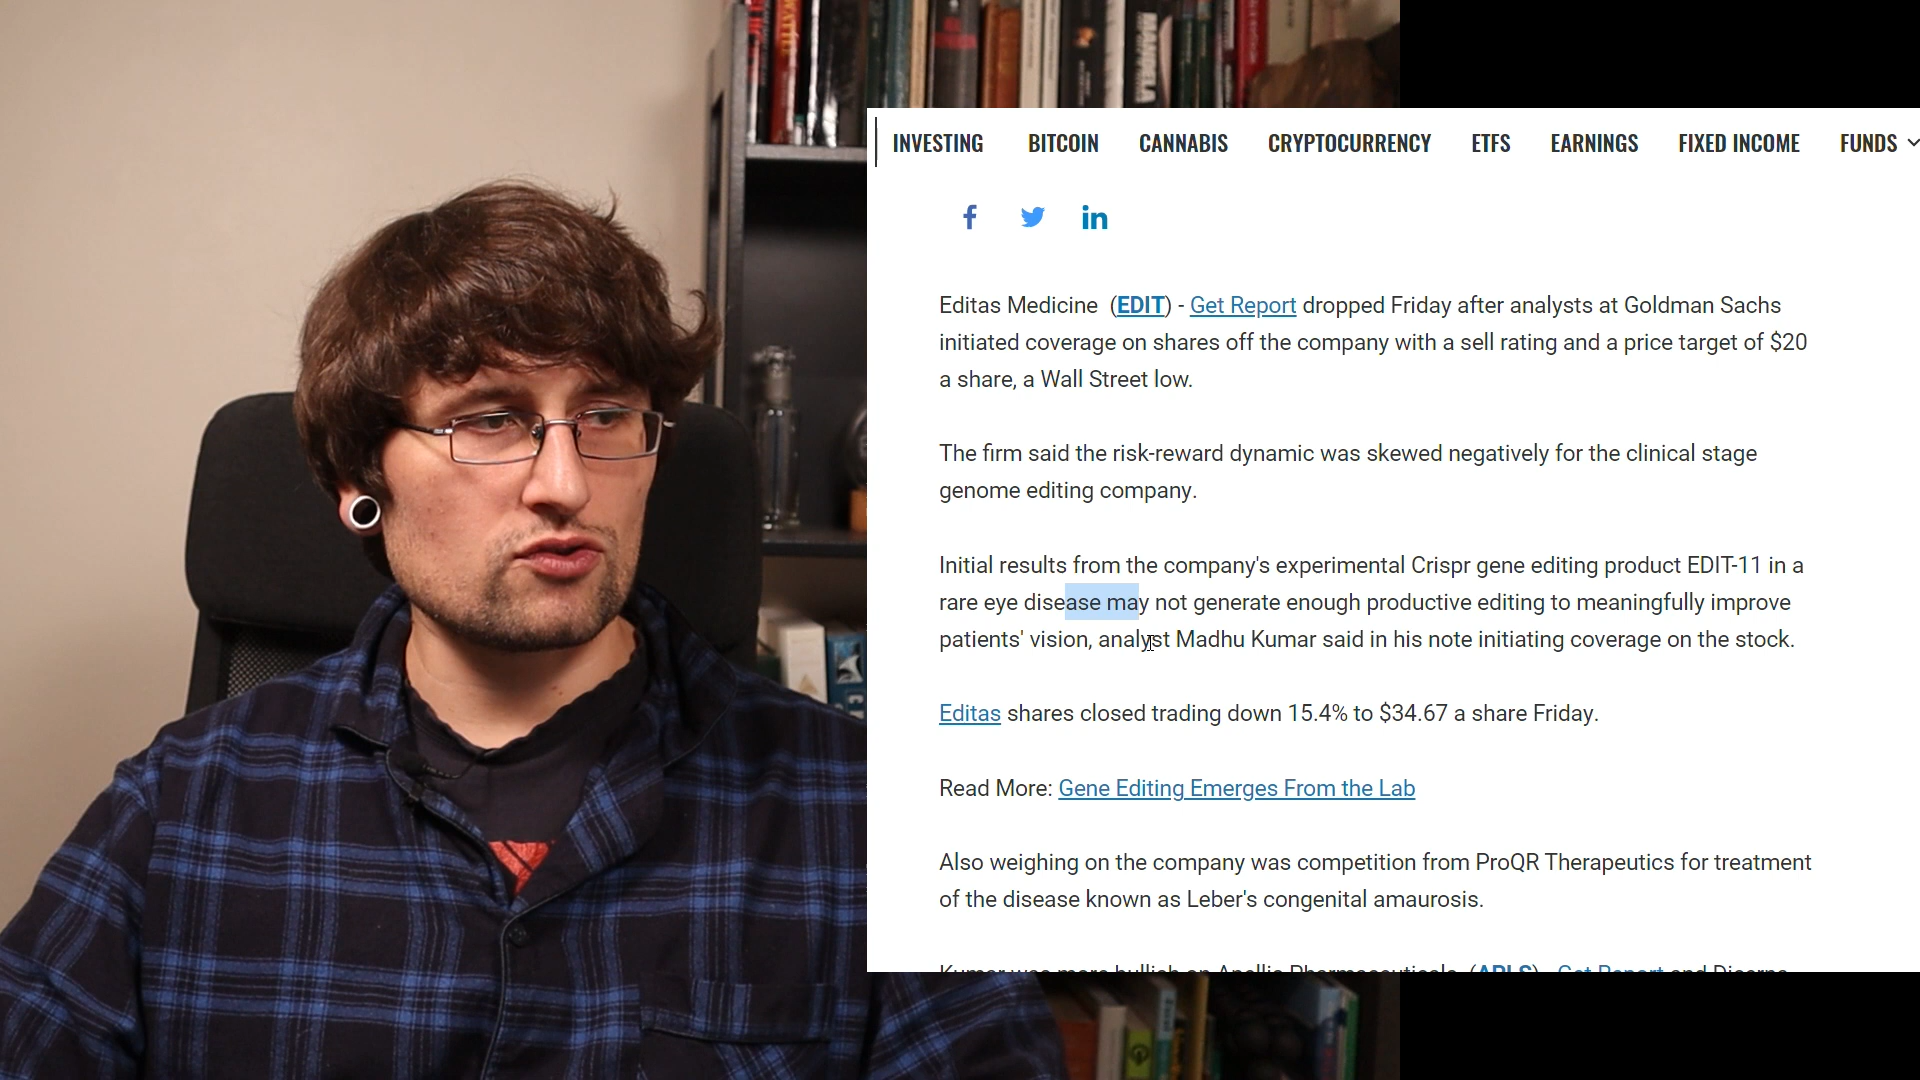 INVESTING BITCOIN CANNABIS CRYPTOCURRENCY ETFS EARNINGS FIXED INCOME FUNDS
Editas Medicine (EDIT) - Get Report dropped Friday after analysts at Goldman Sachs
initiated coverage on shares off the company with a sell rating and a price target of $20
a share, a Wall Street low.
The firm said the risk-reward dynamic was skewed negatively for the clinical stage
genome editing company.
Initial results from the company's experimental Crispr gene editing product EDIT-11 in a
rare eye disease may not generate enough productive editing to meaningfully improve
patients' vision, analyst Madhu Kumar said in his note initiating coverage on the stock.
Editas shares closed trading down 15.4% to $34.67 a share Friday.
Read More: Gene Editing Emerges From the Lab
Also weighing on the company was competition from ProQR Therapeutics for treatment
of the disease known as Leber's congenital amaurosis.
Kumar was more bullish on Apellis Pharmaceuticals (APLS) - Get Report and Dicerna